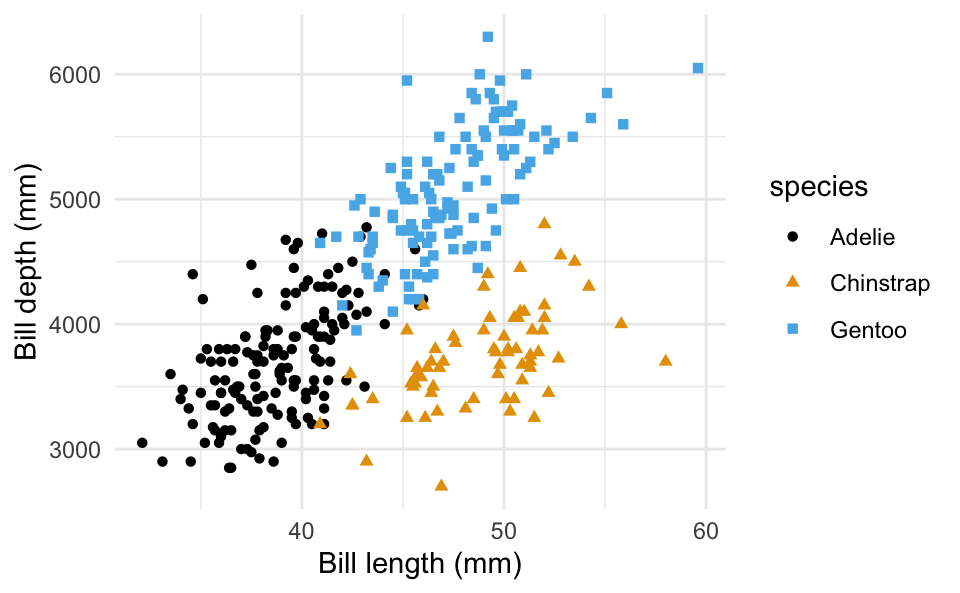 6000
5000
4000
3000
Bill depth (mm)
40 50 60
Bill length (mm)
species
Adelie
Chinstrap
Gentoo